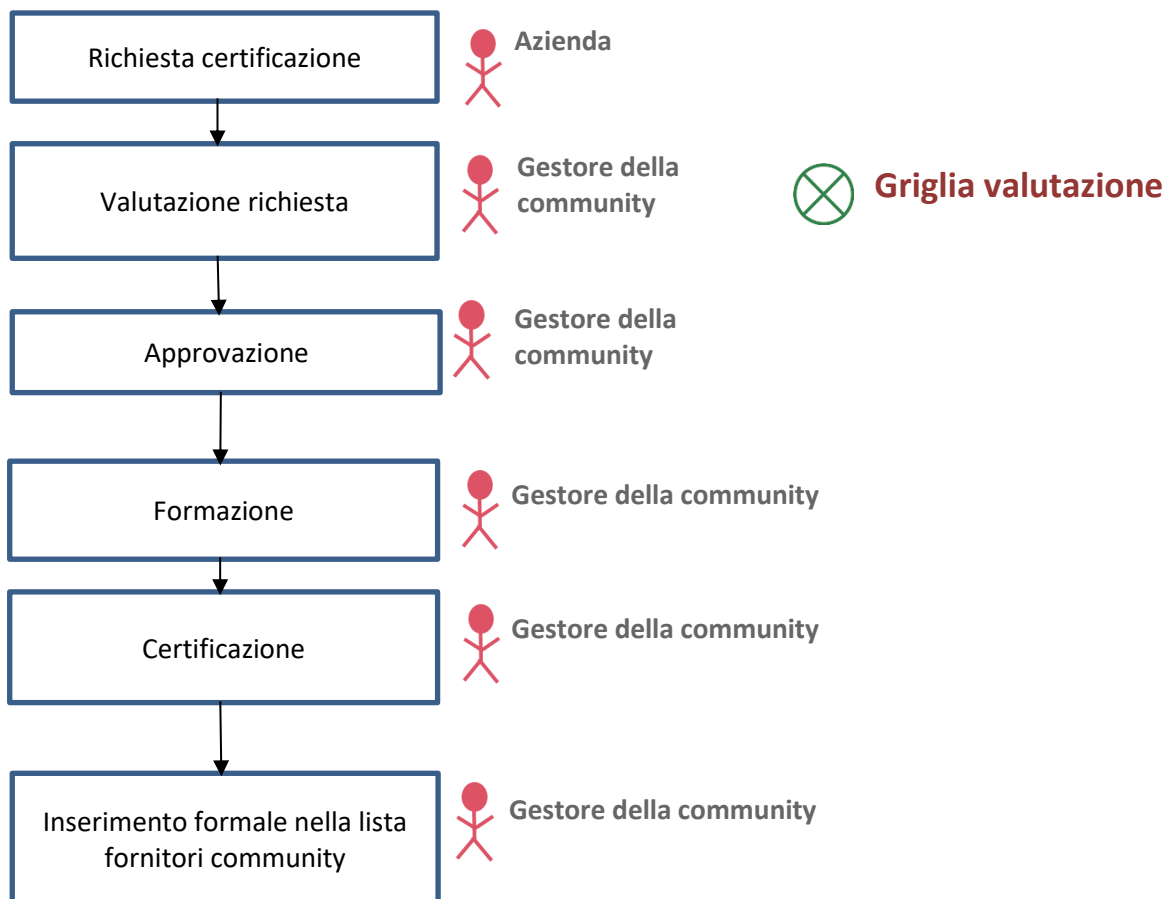 Richiesta certificazione
Azienda
Valutazione richiesta
Gestore della
community
Griglia valutazione
Approvazione
Gestore della
community
Formazione
Gestore della community
Certificazione
Gestore della community
Inserimento formale nella lista
fornitori community
Gestore della community